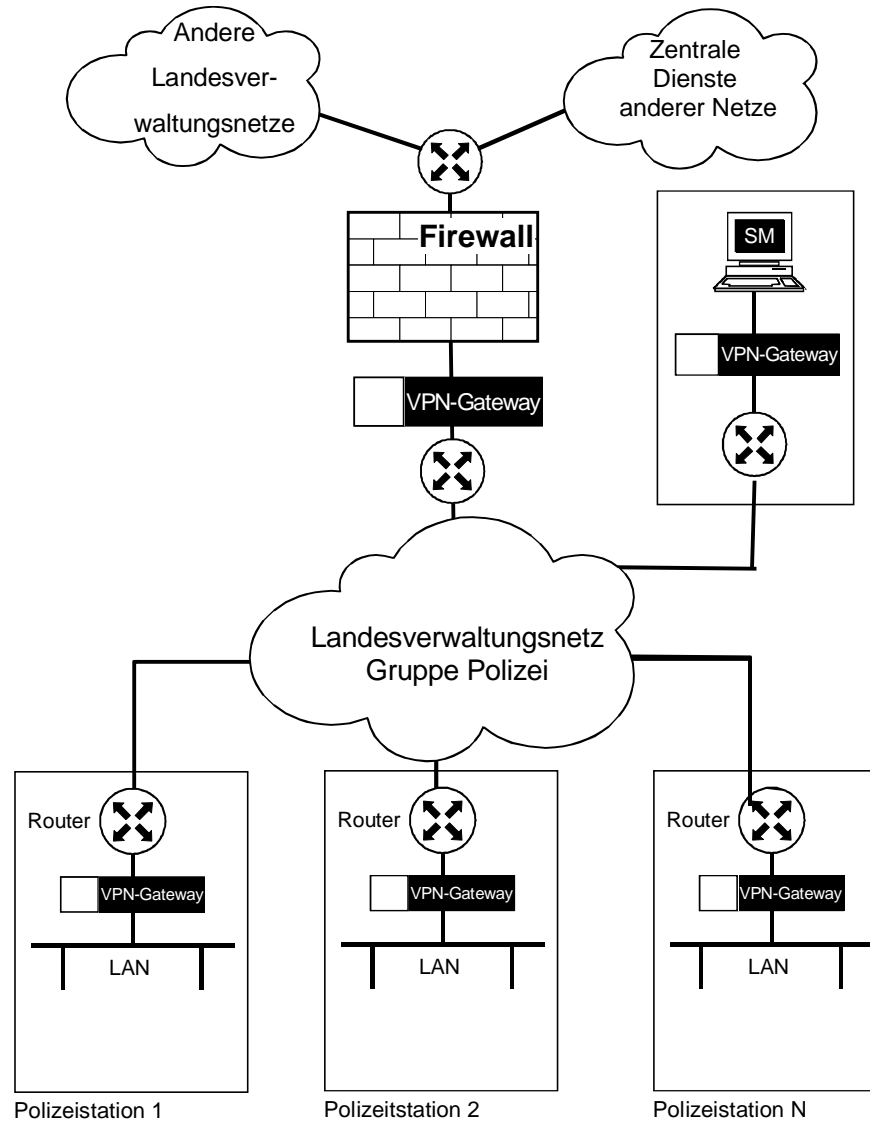 Andere
Landesver-
waltungsnetze
Zentrale
Dienste
anderer Netze
Firewall
SM
VPN-Gateway
VPN-Gateway
Landesverwaltungsnetz
Gruppe Polizei
Router
VPN-Gateway
LAN
Polizeistation 1
Router
VPN-Gateway
LAN
Polizeitstation 2
Router
VPN-Gateway
LAN
Polizeistation N